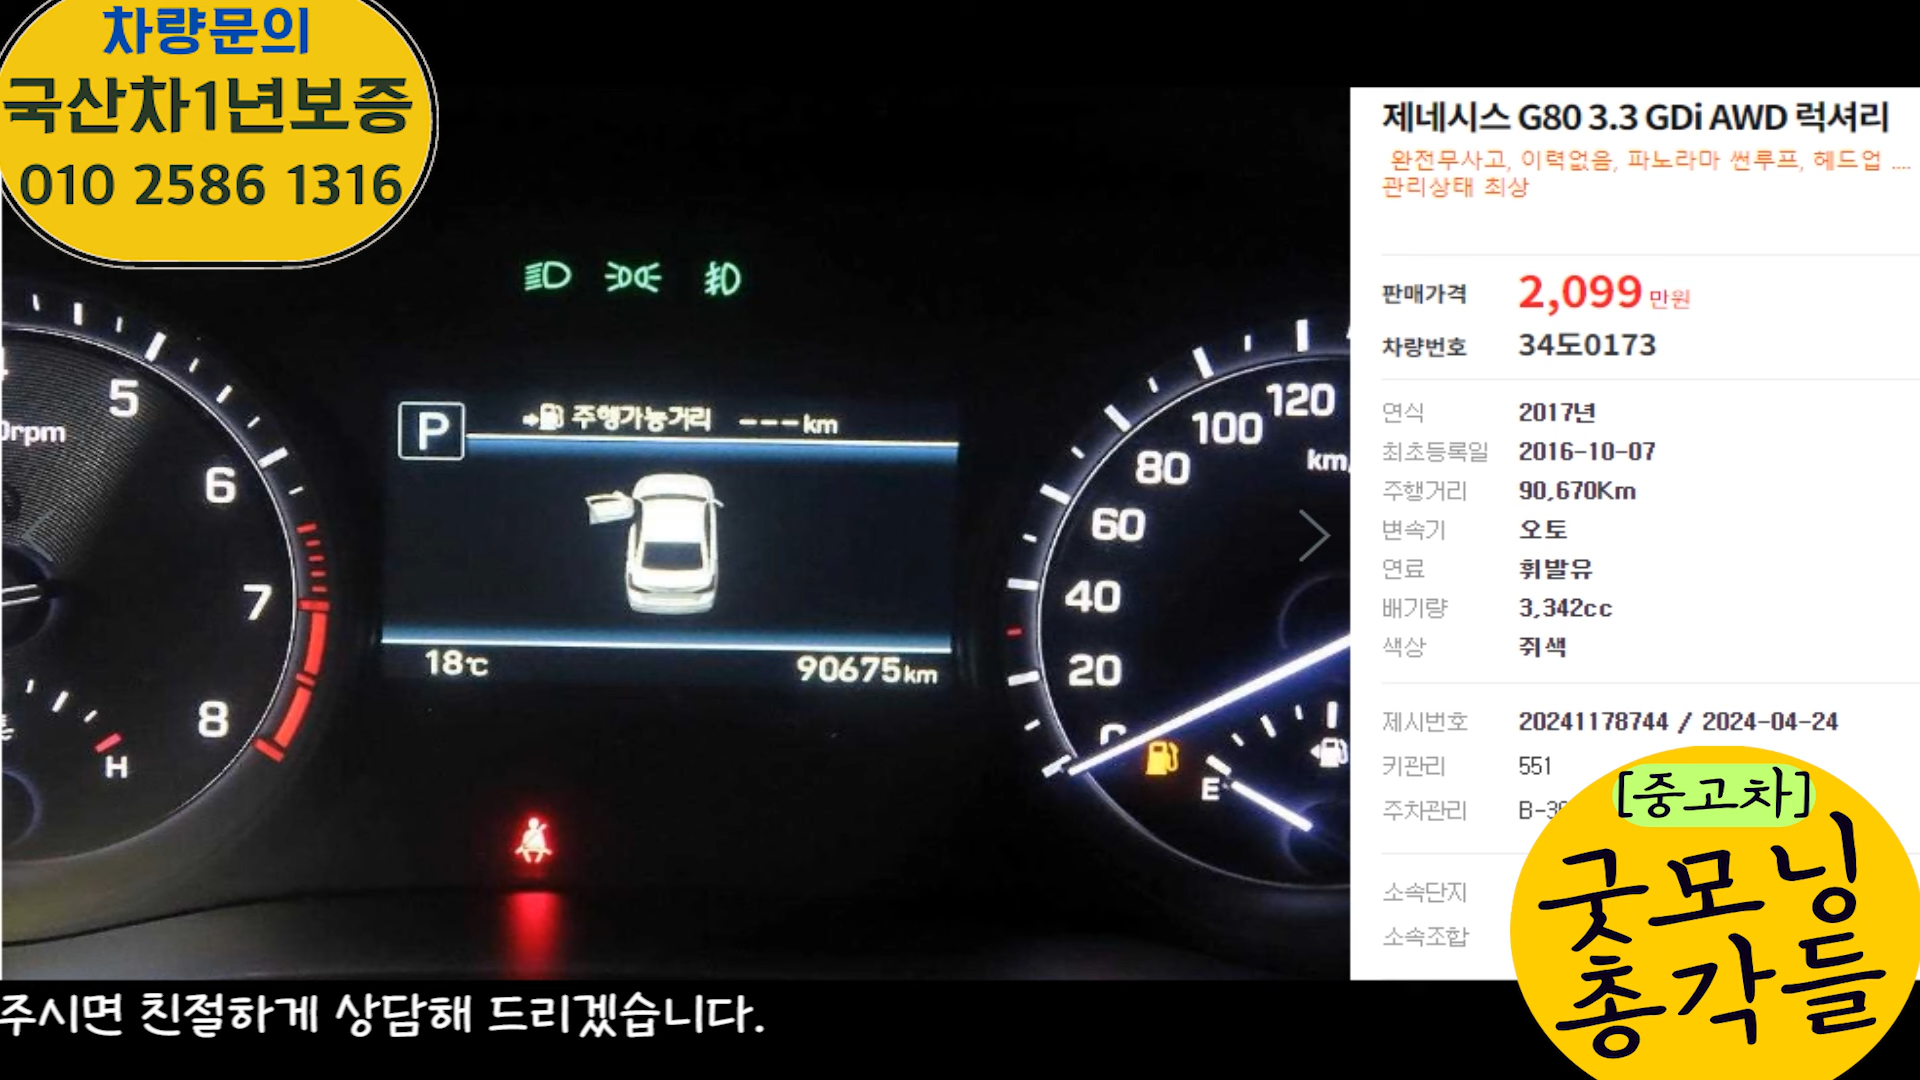 차량문의
국산차1년보증
010 2586 1316
제네시스 G80 3.3 GDi AWD 럭셔리
완전무사고, 이력없음, 파노라마 썬루프, 헤드업 ....
관리상태 최상
판매가격 2,099 만원
차량번호 34도0173
연식 2017년
최초등록일 2016-10-07
주행거리 90,670Km
변속기 오토
연료 휘발유
배기량 3,342cc
색상 쥐색
제시번호 20241178744 / 2024-04-24
키관리 551
주차관리
소속단지
소속조합
[중고차]
굿모닝
총각들
5
rpm
6
7
8
H
P 주행가능거리 ---km
18℃ 90675km
120
100
80
km/
60
40
20
0
E
주시면 친절하게 상담해 드리겠습니다.